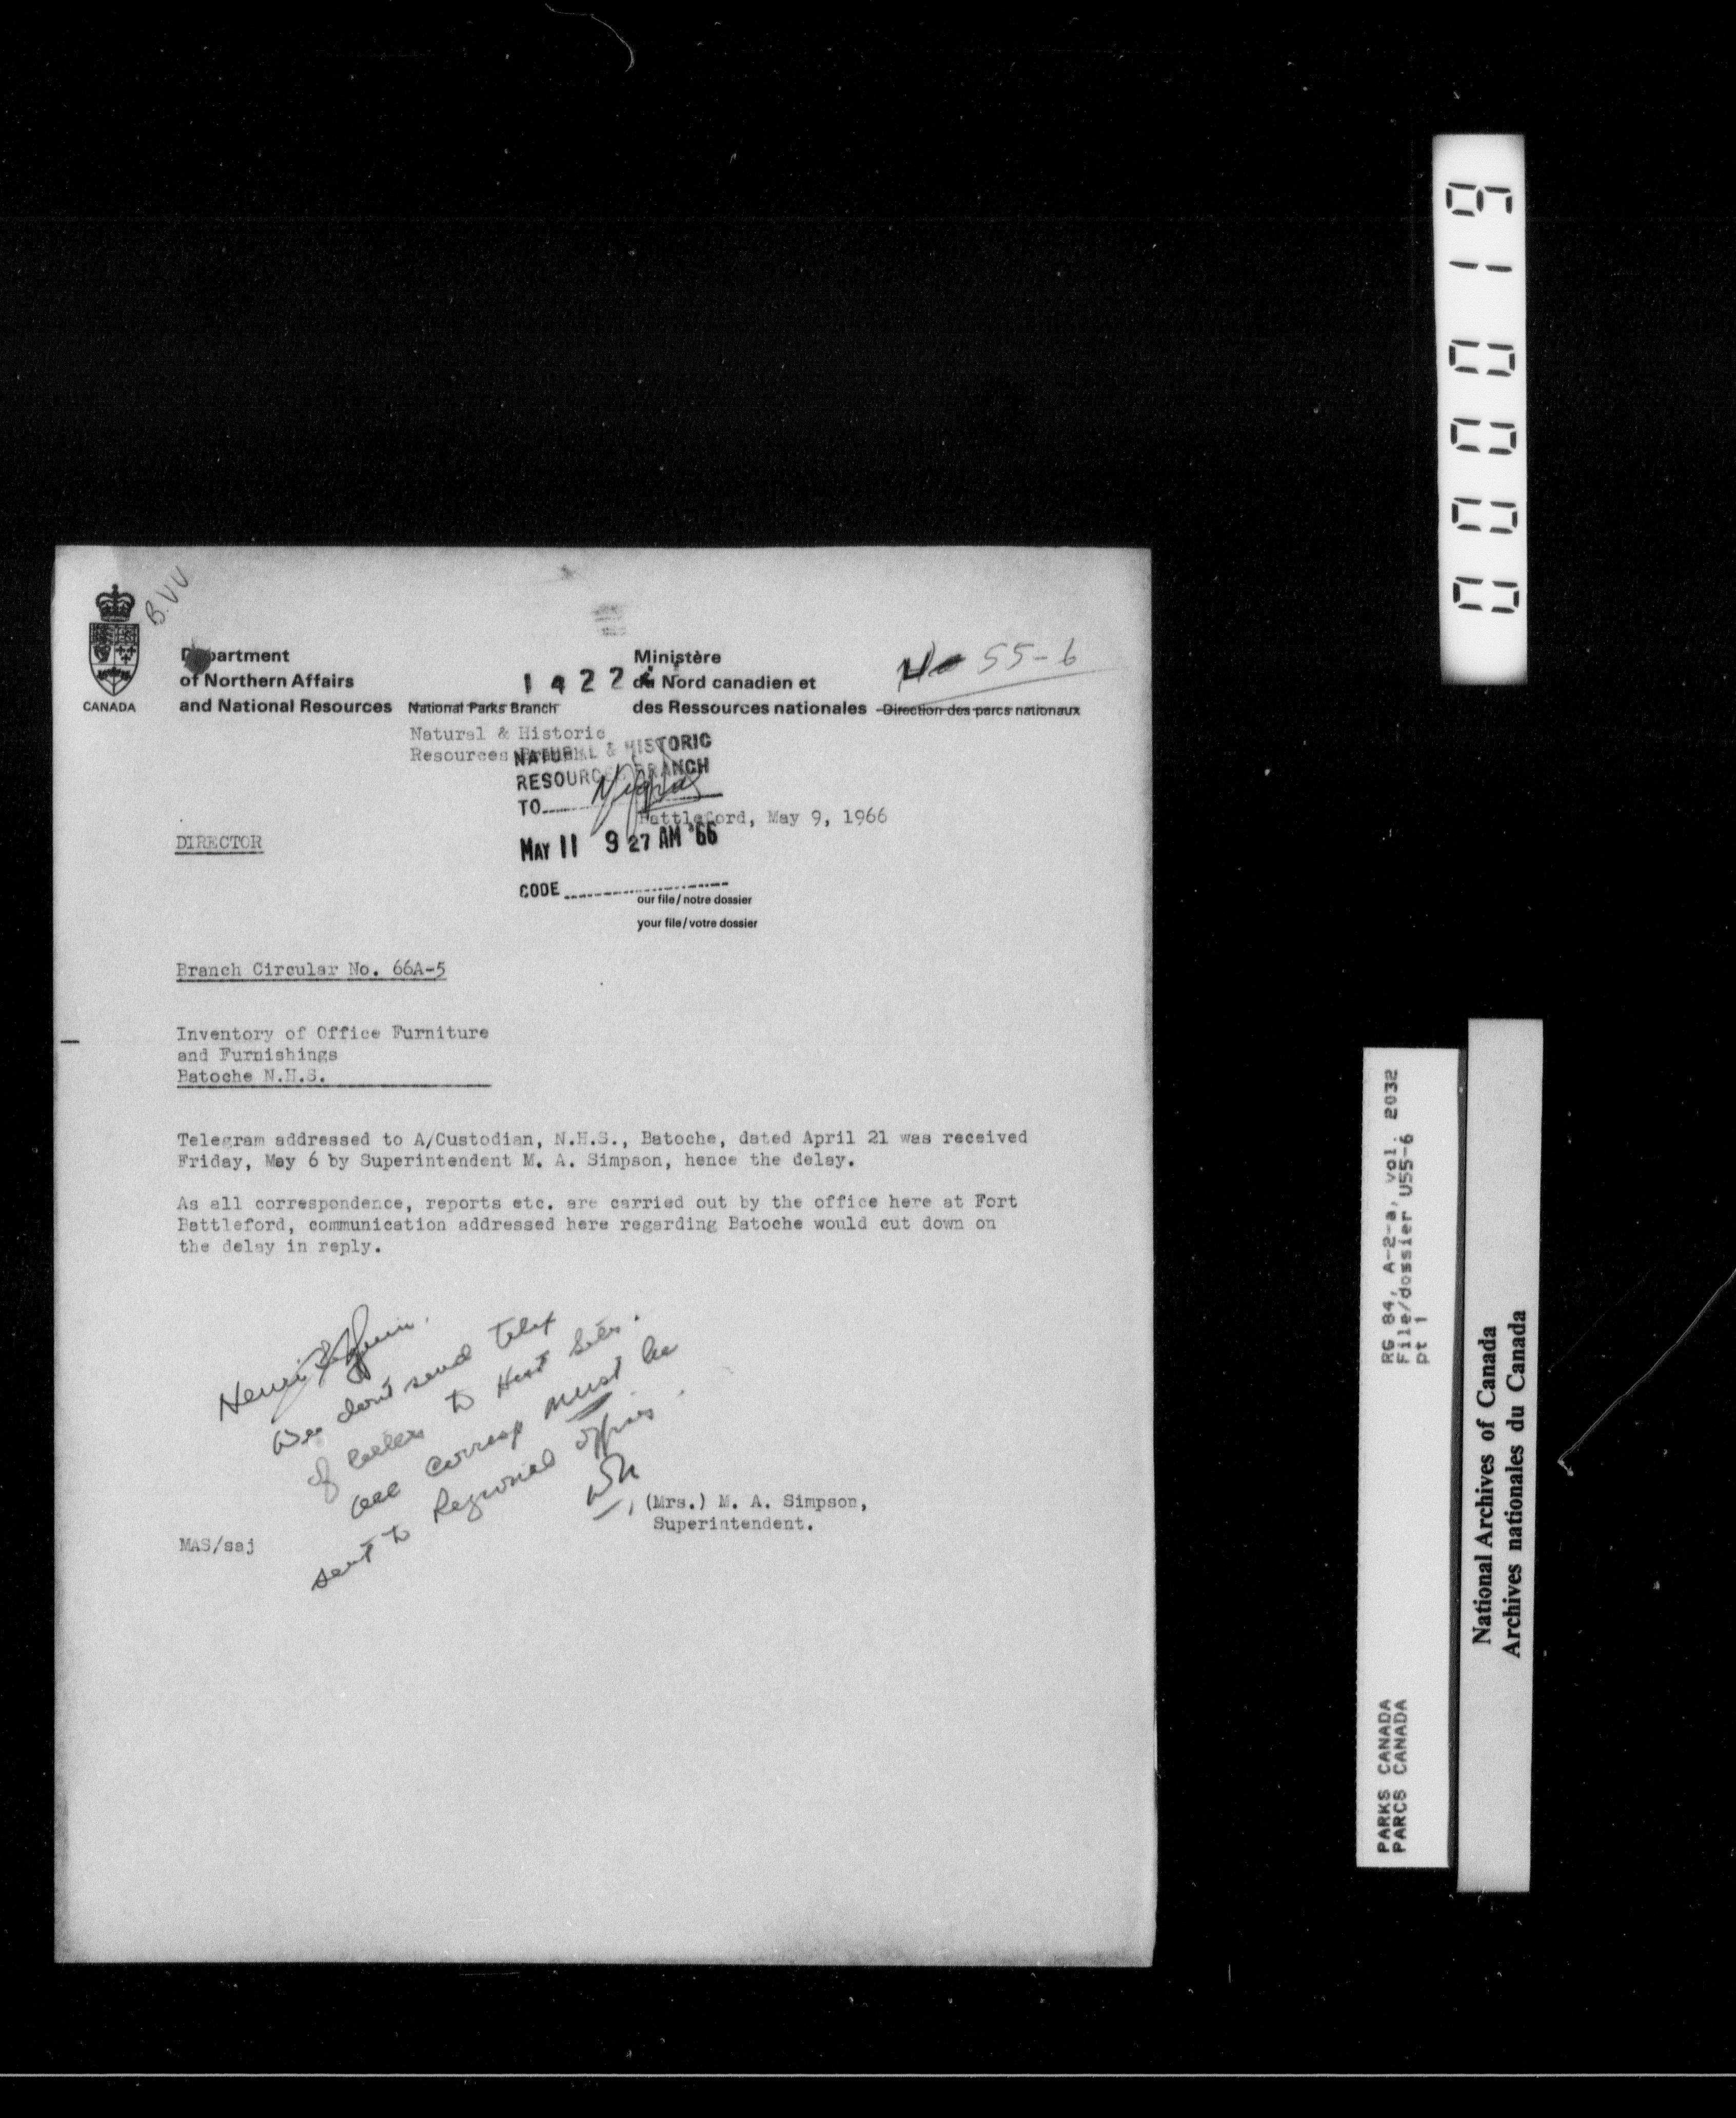 B.VV
CANADA
Department
of Northern Affairs
and National Resources
National Parks Branch
Natural & Historic
Resources
Ministère
du Nord canadien et
des Ressources nationales
Direction des parcs nationaux
1422
55-6
NATURAL & HISTORIC
RESOURCES BRANCH
TO
MAY 11 9 27 AM '66
CODE
Battleford, May 9, 1966
DIRECTOR
our file/notre dossier
your file/votre dossier
Branch Circular No. 66A-5
Inventory of Office Furniture
and Furnishings
Batoche N.H.S.
Telegram addressed to A/Custodian, N.H.S., Batoche, dated April 21 was received
Friday, May 6 by Superintendent M. A. Simpson, hence the delay.
As all correspondence, reports etc. are carried out by the office here at Fort
Battleford, communication addressed here regarding Batoche would cut down on
the delay in reply.
Henri
We don't send telex
of letters to Hist Sites.
all corresp must be
sent to Regional offices.
(Mrs.) M. A. Simpson,
Superintendent.
MAS/saj
000019
RG 84, A-2-a, vol. 2032
File/dossier U55-6
pt 1
PARKS CANADA
PARCS CANADA
National Archives of Canada
Archives nationales du Canada